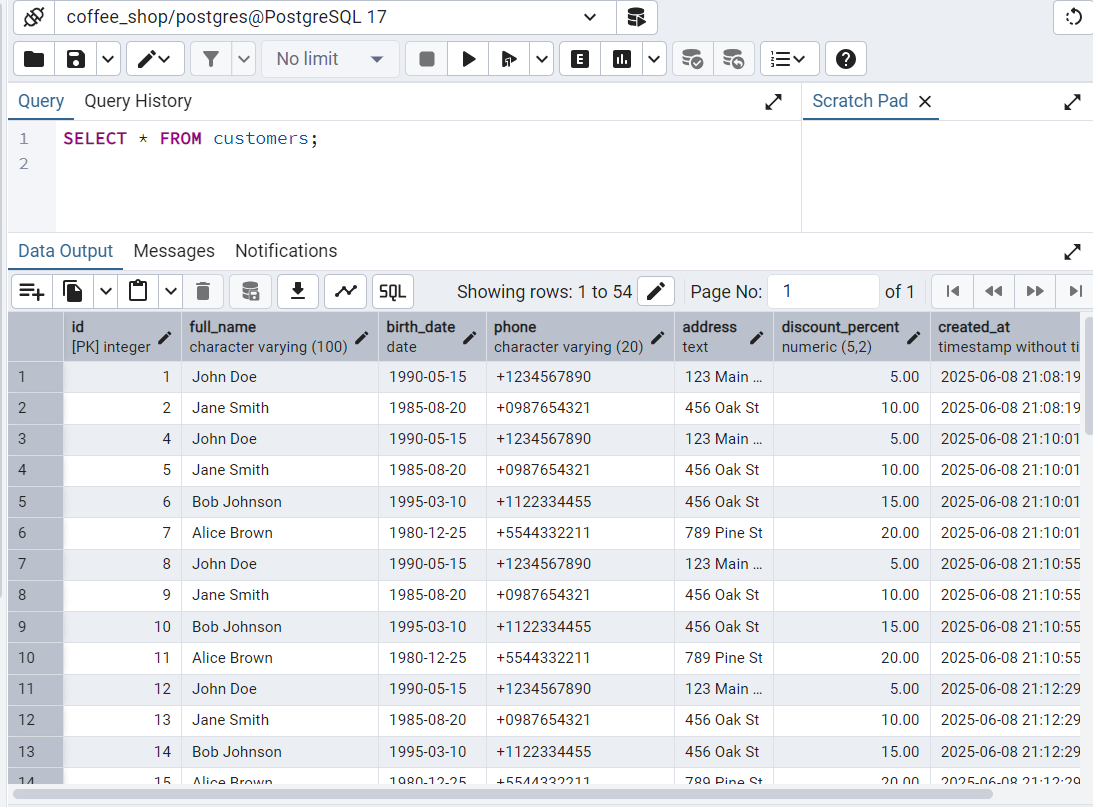 coffee_shop/postgres@PostgreSQL 17
No limit E
Query Query History Scratch Pad
1 SELECT * FROM customers;
2
Data Output Messages Notifications
SQL Showing rows: 1 to 54 Page No: 1 of 1
id full_name birth_date phone address discount_percent created_at
[PK] integer character varying (100) date character varying (20) text numeric (5,2) timestamp without ti
1 1 John Doe 1990-05-15 +1234567890 123 Main ... 5.00 2025-06-08 21:08:19
2 2 Jane Smith 1985-08-20 +0987654321 456 Oak St 10.00 2025-06-08 21:08:19
3 4 John Doe 1990-05-15 +1234567890 123 Main ... 5.00 2025-06-08 21:10:01
4 5 Jane Smith 1985-08-20 +0987654321 456 Oak St 10.00 2025-06-08 21:10:01
5 6 Bob Johnson 1995-03-10 +1122334455 456 Oak St 15.00 2025-06-08 21:10:01
6 7 Alice Brown 1980-12-25 +5544332211 789 Pine St 20.00 2025-06-08 21:10:01
7 8 John Doe 1990-05-15 +1234567890 123 Main ... 5.00 2025-06-08 21:10:55
8 9 Jane Smith 1985-08-20 +0987654321 456 Oak St 10.00 2025-06-08 21:10:55
9 10 Bob Johnson 1995-03-10 +1122334455 456 Oak St 15.00 2025-06-08 21:10:55
10 11 Alice Brown 1980-12-25 +5544332211 789 Pine St 20.00 2025-06-08 21:10:55
11 12 John Doe 1990-05-15 +1234567890 123 Main ... 5.00 2025-06-08 21:12:29
12 13 Jane Smith 1985-08-20 +0987654321 456 Oak St 10.00 2025-06-08 21:12:29
13 14 Bob Johnson 1995-03-10 +1122334455 456 Oak St 15.00 2025-06-08 21:12:29
14 15 Alice Brown 1980-12-25 +5544332211 789 Pine St 20.00 2025-06-08 21:12:29